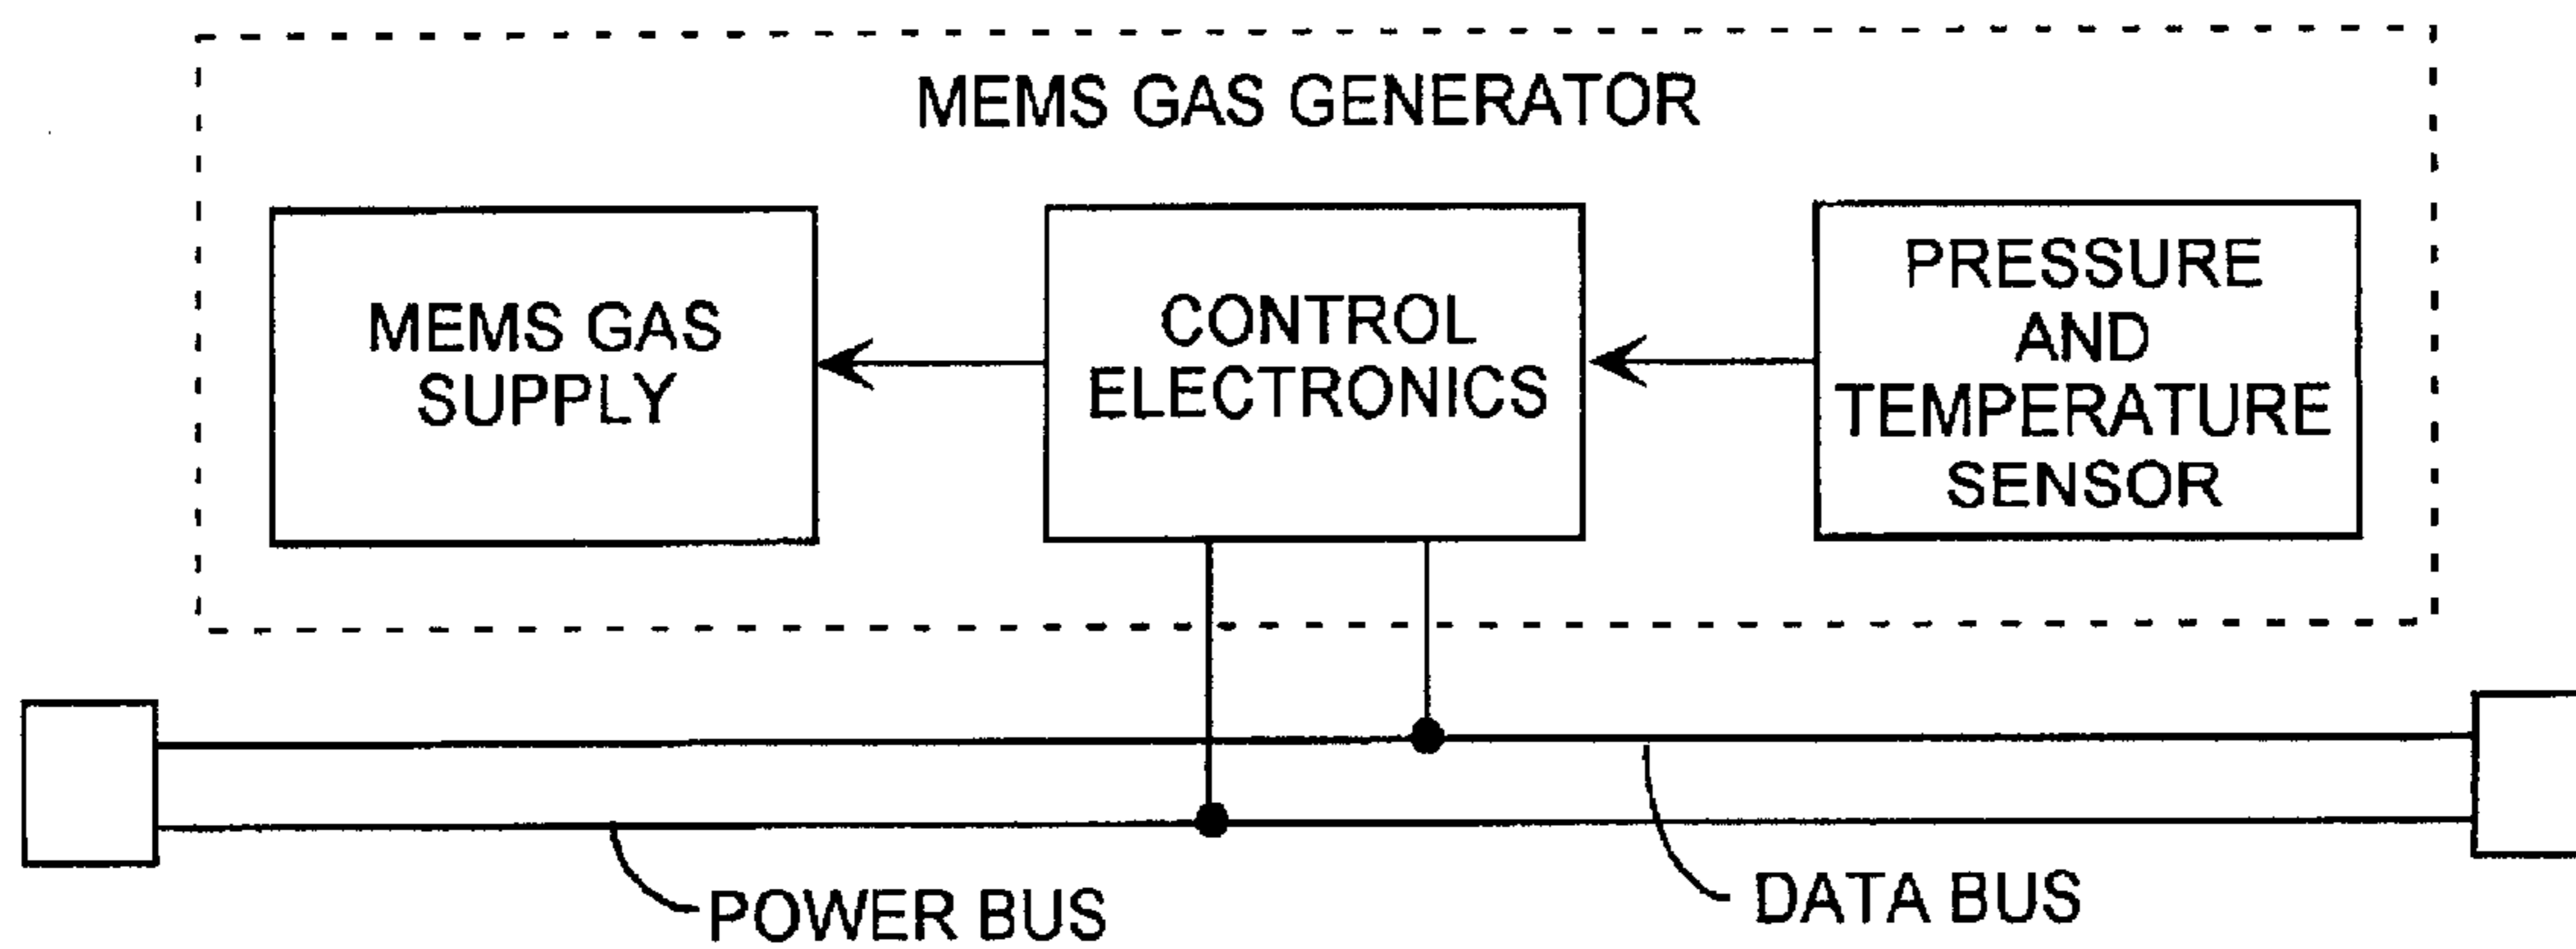 MEMS GAS GENERATOR
MEMS GAS
SUPPLY
CONTROL
ELECTRONICS
PRESSURE
AND
TEMPERATURE
SENSOR
POWER BUS
DATA BUS